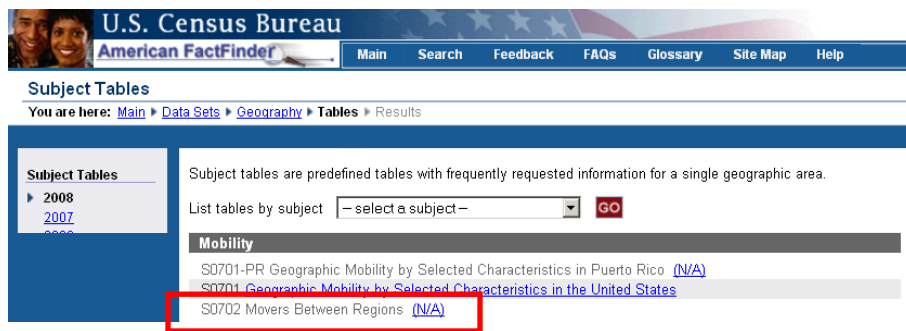 U.S. Census Bureau
American FactFinder
Main Search Feedback FAQs Glossary Site Map Help
Subject Tables
You are here: Main Data Sets Geography Tables Results
Subject Tables
2008
2007
Subject tables are predefined tables with frequently requested information for a single geographic area.
List tables by subject – select a subject – GO
Mobility
S0701-PR Geographic Mobility by Selected Characteristics in Puerto Rico (N/A)
S0701 Geographic Mobility by Selected Characteristics in the United States
S0702 Movers Between Regions (N/A)